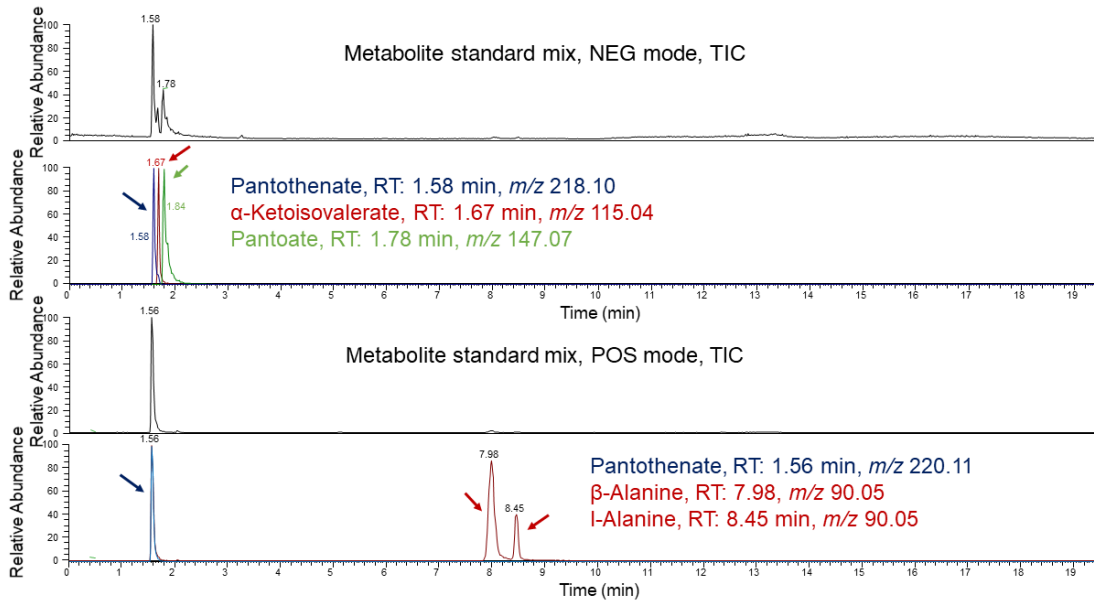 Relative Abundance
100
80
60
40
20
0
1.58
1.78
Metabolite standard mix, NEG mode, TIC
Relative Abundance
100
80
60
40
20
0
1.67
1.84
1.58
Pantothenate, RT: 1.58 min, m/z 218.10
α-Ketoisovalerate, RT: 1.67 min, m/z 115.04
Pantoate, RT: 1.78 min, m/z 147.07
0 1 2 3 4 5 6 7 8 9 10 11 12 13 14 15 16 17 18 19
Time (min)
Relative Abundance
100
80
60
40
20
0
1.56
Metabolite standard mix, POS mode, TIC
Relative Abundance
100
80
60
40
20
0
1.56
7.98
8.45
Pantothenate, RT: 1.56 min, m/z 220.11
β-Alanine, RT: 7.98, m/z 90.05
l-Alanine, RT: 8.45 min, m/z 90.05
0 1 2 3 4 5 6 7 8 9 10 11 12 13 14 15 16 17 18 19
Time (min)